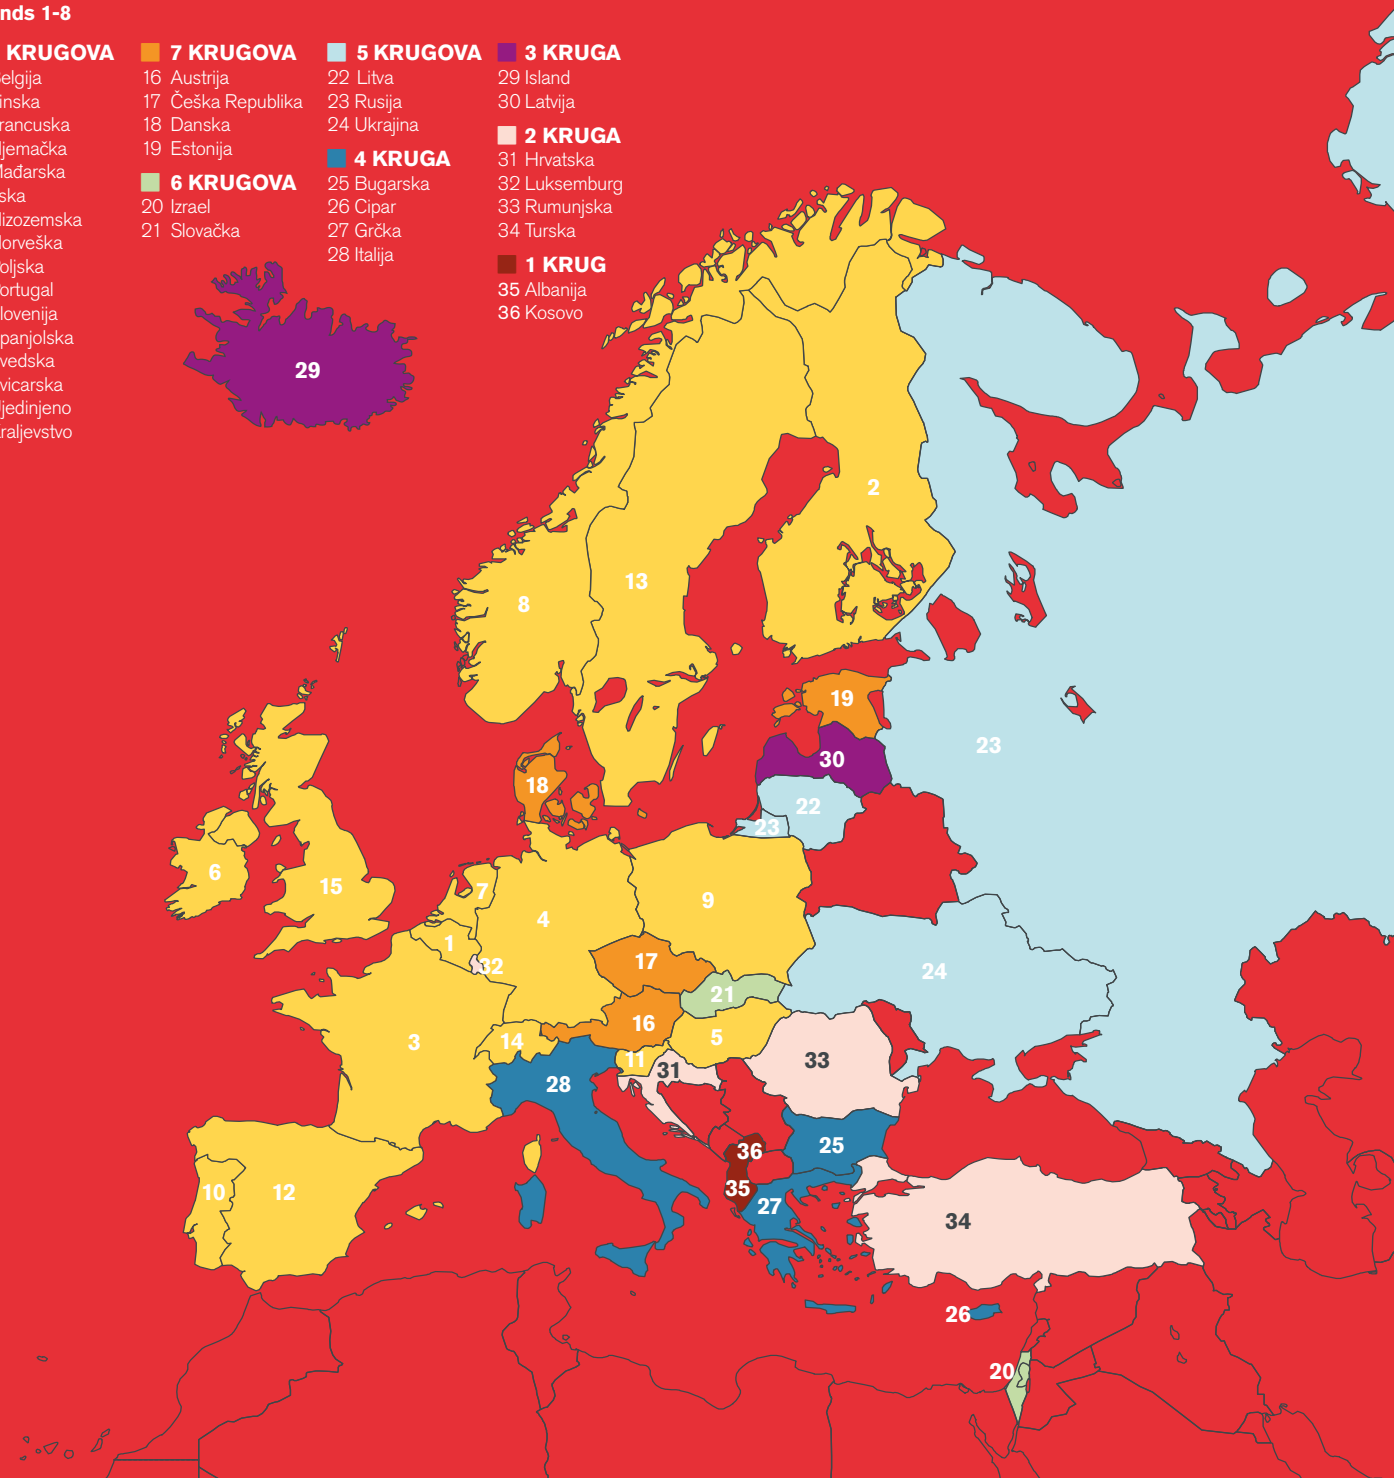 nds 1-8
KRUGOVA
elgija
inska
rancuska
jemačka
ađarska
ska
izozemska
orveška
oljska
ortugal
lovenija
panjolska
vedska
vicarska
jedinjeno
raljevstvo
7 KRUGOVA
16 Austrija
17 Češka Republika
18 Danska
19 Estonija
6 KRUGOVA
20 Izrael
21 Slovačka
5 KRUGOVA
22 Litva
23 Rusija
24 Ukrajina
4 KRUGA
25 Bugarska
26 Cipar
27 Grčka
28 Italija
3 KRUGA
29 Island
30 Latvija
2 KRUGA
31 Hrvatska
32 Luksemburg
33 Rumunjska
34 Turska
1 KRUG
35 Albanija
36 Kosovo
29
2
13
8
19
30
23
18
22
23
6
15
7
4
9
1
32
17
24
21
16
5
3
14
11
31
33
28
25
36
10
12
35
27
34
26
20